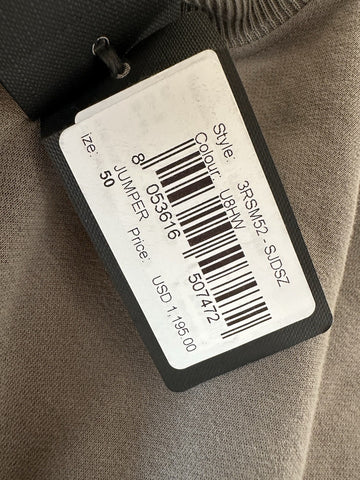 Style: 3RSM52 - SJDSZ
Colour: U8HW
8 053616 507472
JUMPER Price: USD 1,195.00
ize: 50